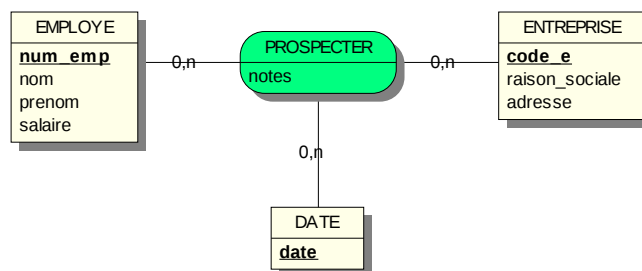 EMPLOYE
num_emp
nom
prenom
salaire
0,n
PROSPECTER
notes
0,n
ENTREPRISE
code_e
raison_sociale
adresse
0,n
DATE
date